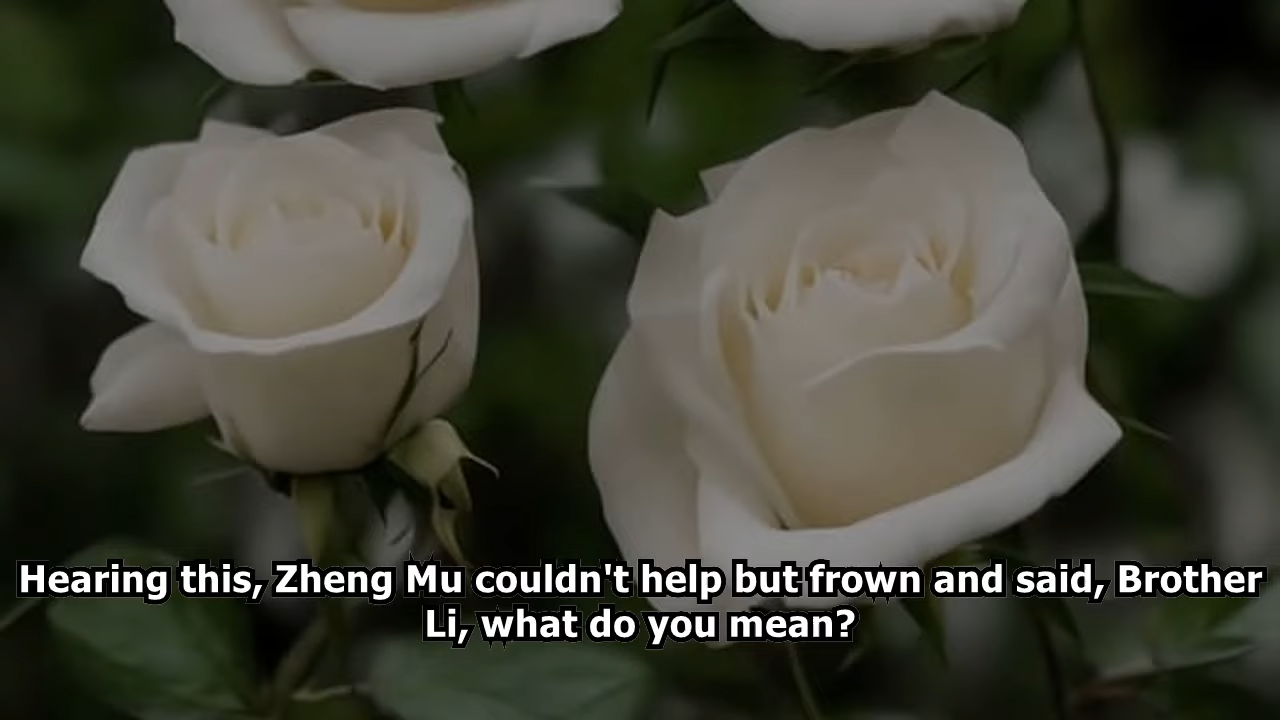 Hearing this, Zheng Mu couldn't help but frown and said, Brother
Li, what do you mean?